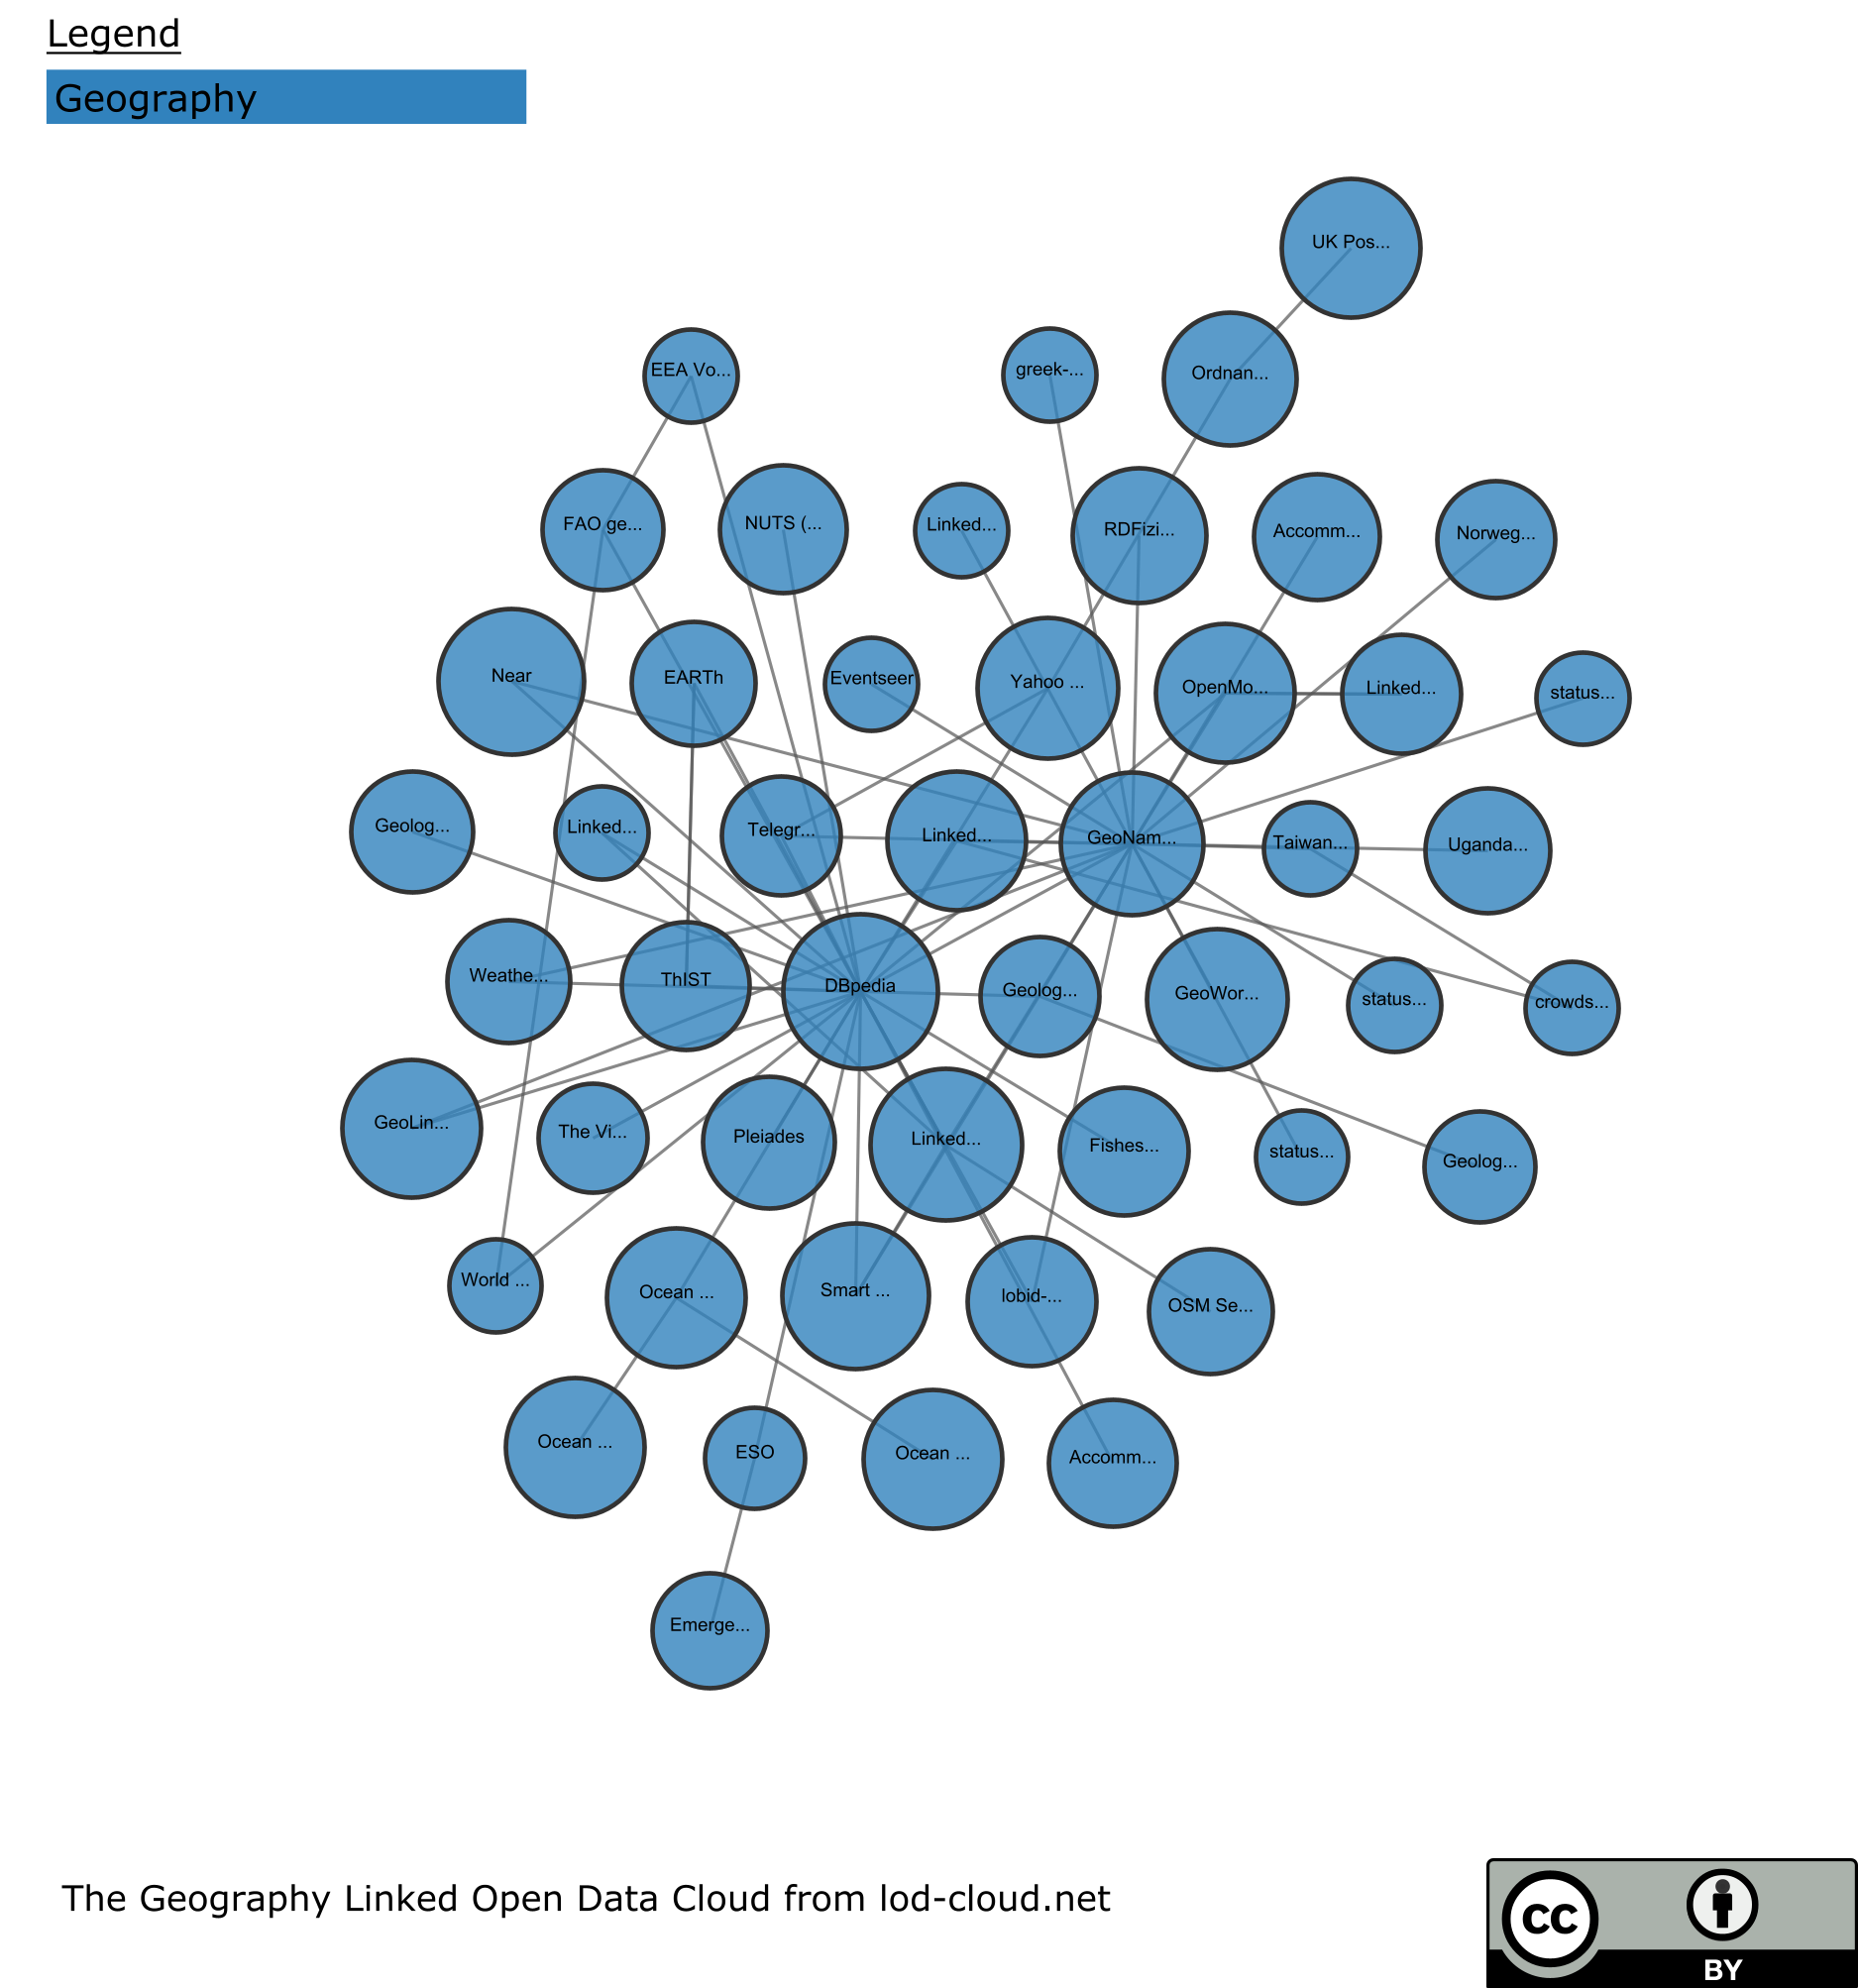 Legend
Geography
UK Pos...
EEA Vo...
greek-...
Ordnan...
FAO ge...
NUTS (...
Linked...
RDFizi...
Accomm...
Norweg...
Near
EARTh
Eventseer
Yahoo ...
OpenMo...
Linked...
status...
Geolog...
Linked...
Telegr...
Linked...
GeoNam...
Taiwan...
Uganda...
Weathe...
ThIST
DBpedia
Geolog...
GeoWor...
status...
crowds...
GeoLin...
The Vi...
Pleiades
Linked...
Fishes...
status...
Geolog...
World ...
Ocean ...
Smart ...
lobid-...
OSM Se...
Ocean ...
ESO
Ocean ...
Accomm...
Emerge...
The Geography Linked Open Data Cloud from lod-cloud.net
cc
BY